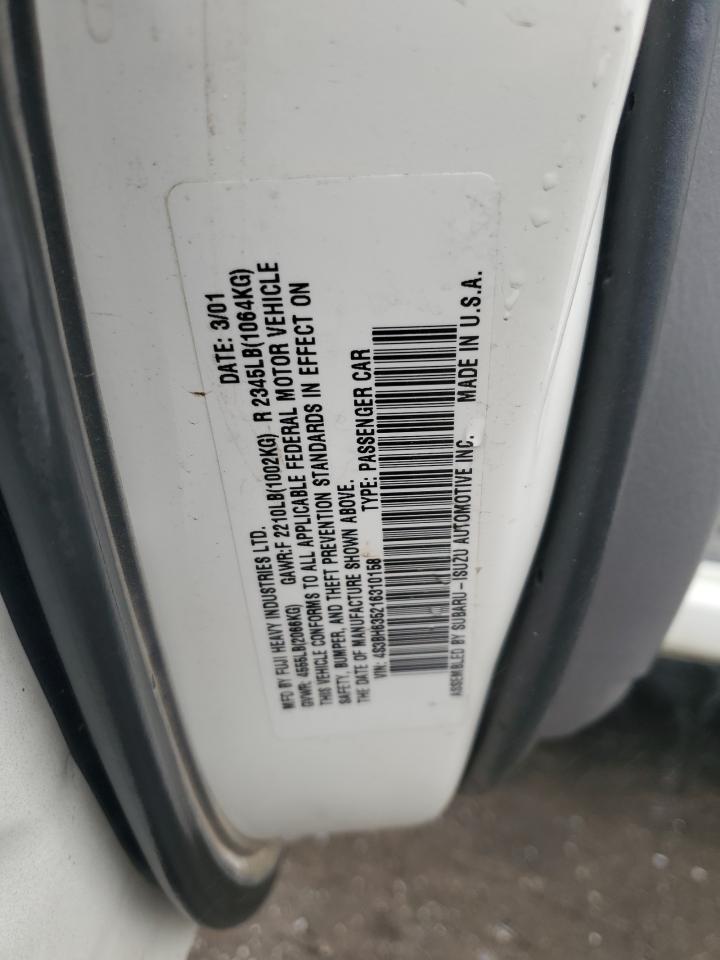 MFD BY FUJI HEAVY INDUSTRIES LTD. DATE: 3/01
GVWR: 4555LB(2066KG) GAWR:F 2210LB(1002KG) R 2345LB(1064KG)
THIS VEHICLE CONFORMS TO ALL APPLICABLE FEDERAL MOTOR VEHICLE
SAFETY, BUMPER, AND THEFT PREVENTION STANDARDS IN EFFECT ON
THE DATE OF MANUFACTURE SHOWN ABOVE.
VIN: 4S3BH635216310158 TYPE: PASSENGER CAR
ASSEMBLED BY SUBARU-ISUZU AUTOMOTIVE INC. MADE IN U.S.A.